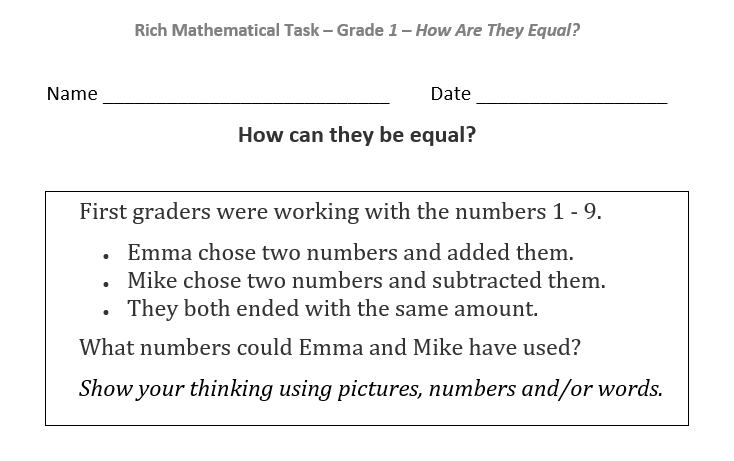 Rich Mathematical Task – Grade 1 – How Are They Equal?
Name ___________________________ Date __________________
How can they be equal?
First graders were working with the numbers 1 - 9.
• Emma chose two numbers and added them.
• Mike chose two numbers and subtracted them.
• They both ended with the same amount.
What numbers could Emma and Mike have used?
Show your thinking using pictures, numbers and/or words.